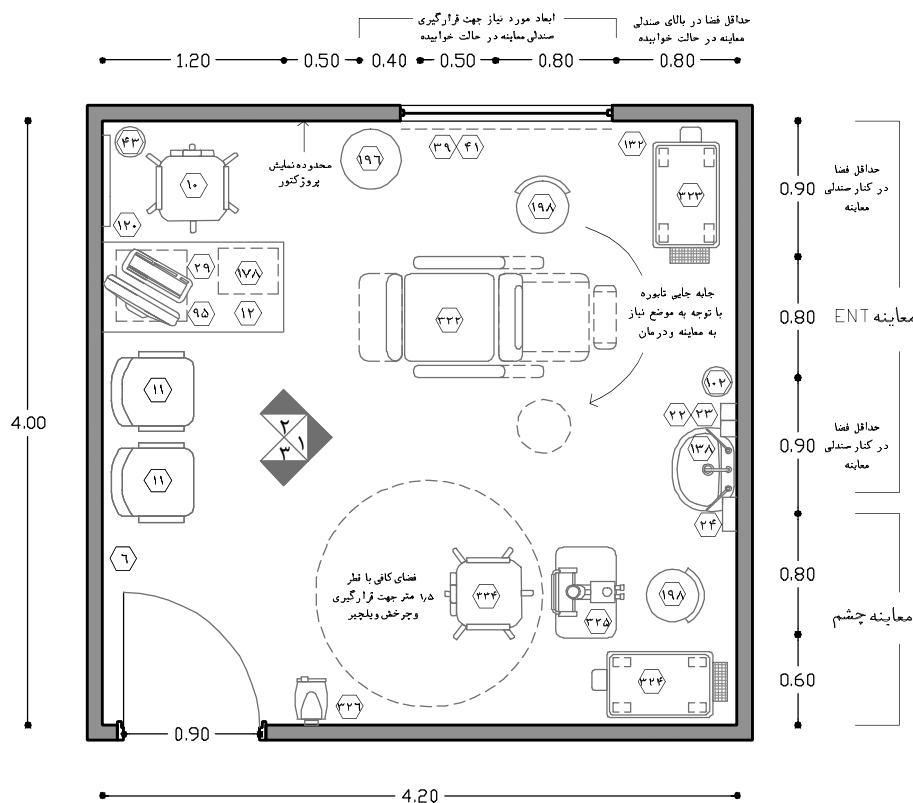 حداقل فضا در بالای صندلی
معاینه در حالت خوابیده
ابعاد مورد نیاز جهت قرارگیری
صندلی معاینه در حالت خوابیده
1.20
0.50
0.40
0.50
0.80
0.80
۴۳
۱۰
محدوده نمایش
پروژکتور
۱۹۶
۳۹
۴۱
۱۳۲
۱۹۸
۳۲۳
۱۲۰
۲۹
۱۷۸
۹۵
۱۲
۳۲۲
جابه جایی تابوره
با توجه به موضع نیاز
به معاینه و درمان
0.90
حداقل فضا
در کنار صندلی
معاینه
0.80
معاینه ENT
۱۱
۱۰۲
۲۲
۲۳
4.00
۲
۱
۳
۱۳۸
0.90
حداقل فضا
در کنار صندلی
معاینه
۱۱
۲۴
۶
فضای کافی با قطر
۱٫۵ متر جهت قرارگیری
و چرخش ویلچیر
۳۳۴
۳۲۵
۱۹۸
0.80
معاینه چشم
۳۲۴
0.60
۳۲۶
0.90
4.20